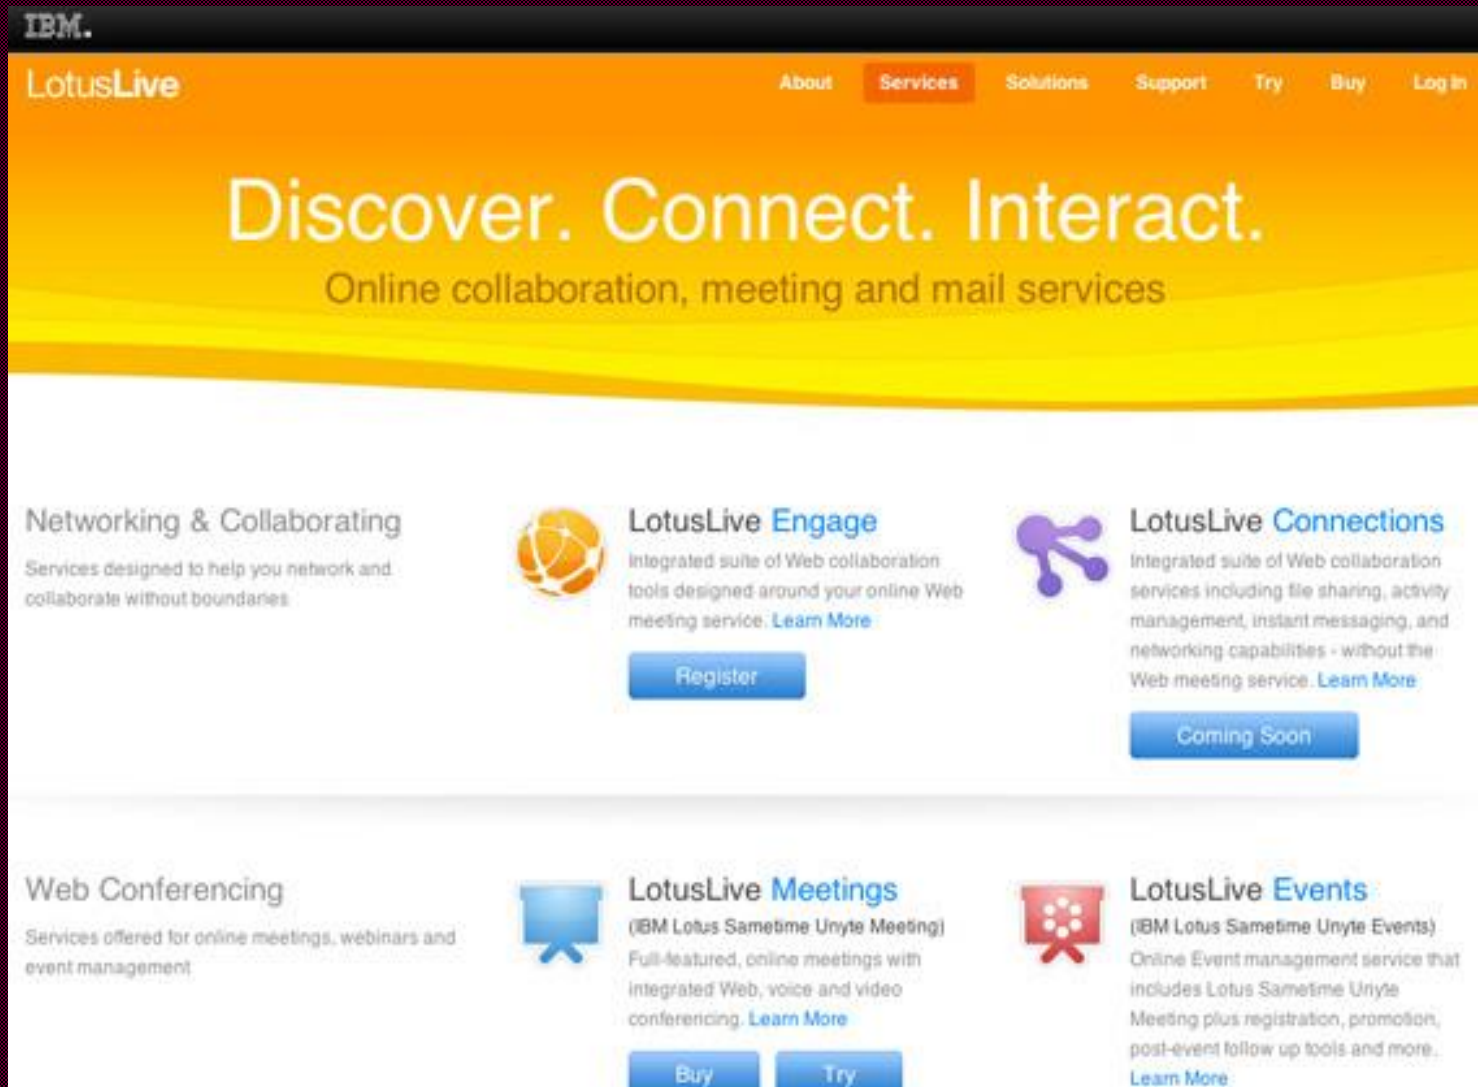 IBM.
LotusLive
About Services Solutions Support Try Buy Log In
Discover. Connect. Interact.
Online collaboration, meeting and mail services
Networking & Collaborating
Services designed to help you network and
collaborate without boundaries
LotusLive Engage
Integrated suite of Web collaboration
tools designed around your online Web
meeting service. Learn More
Register
LotusLive Connections
Integrated suite of Web collaboration
services including file sharing, activity
management, instant messaging, and
networking capabilities - without the
Web meeting service. Learn More
Coming Soon
Web Conferencing
Services offered for online meetings, webinars and
event management
LotusLive Meetings
(IBM Lotus Sametime Unyte Meeting)
Full-featured, online meetings with
integrated Web, voice and video
conferencing. Learn More
Buy Try
LotusLive Events
(IBM Lotus Sametime Unyte Events)
Online Event management service that
includes Lotus Sametime Unyte
Meeting plus registration, promotion,
post-event follow up tools and more.
Learn More